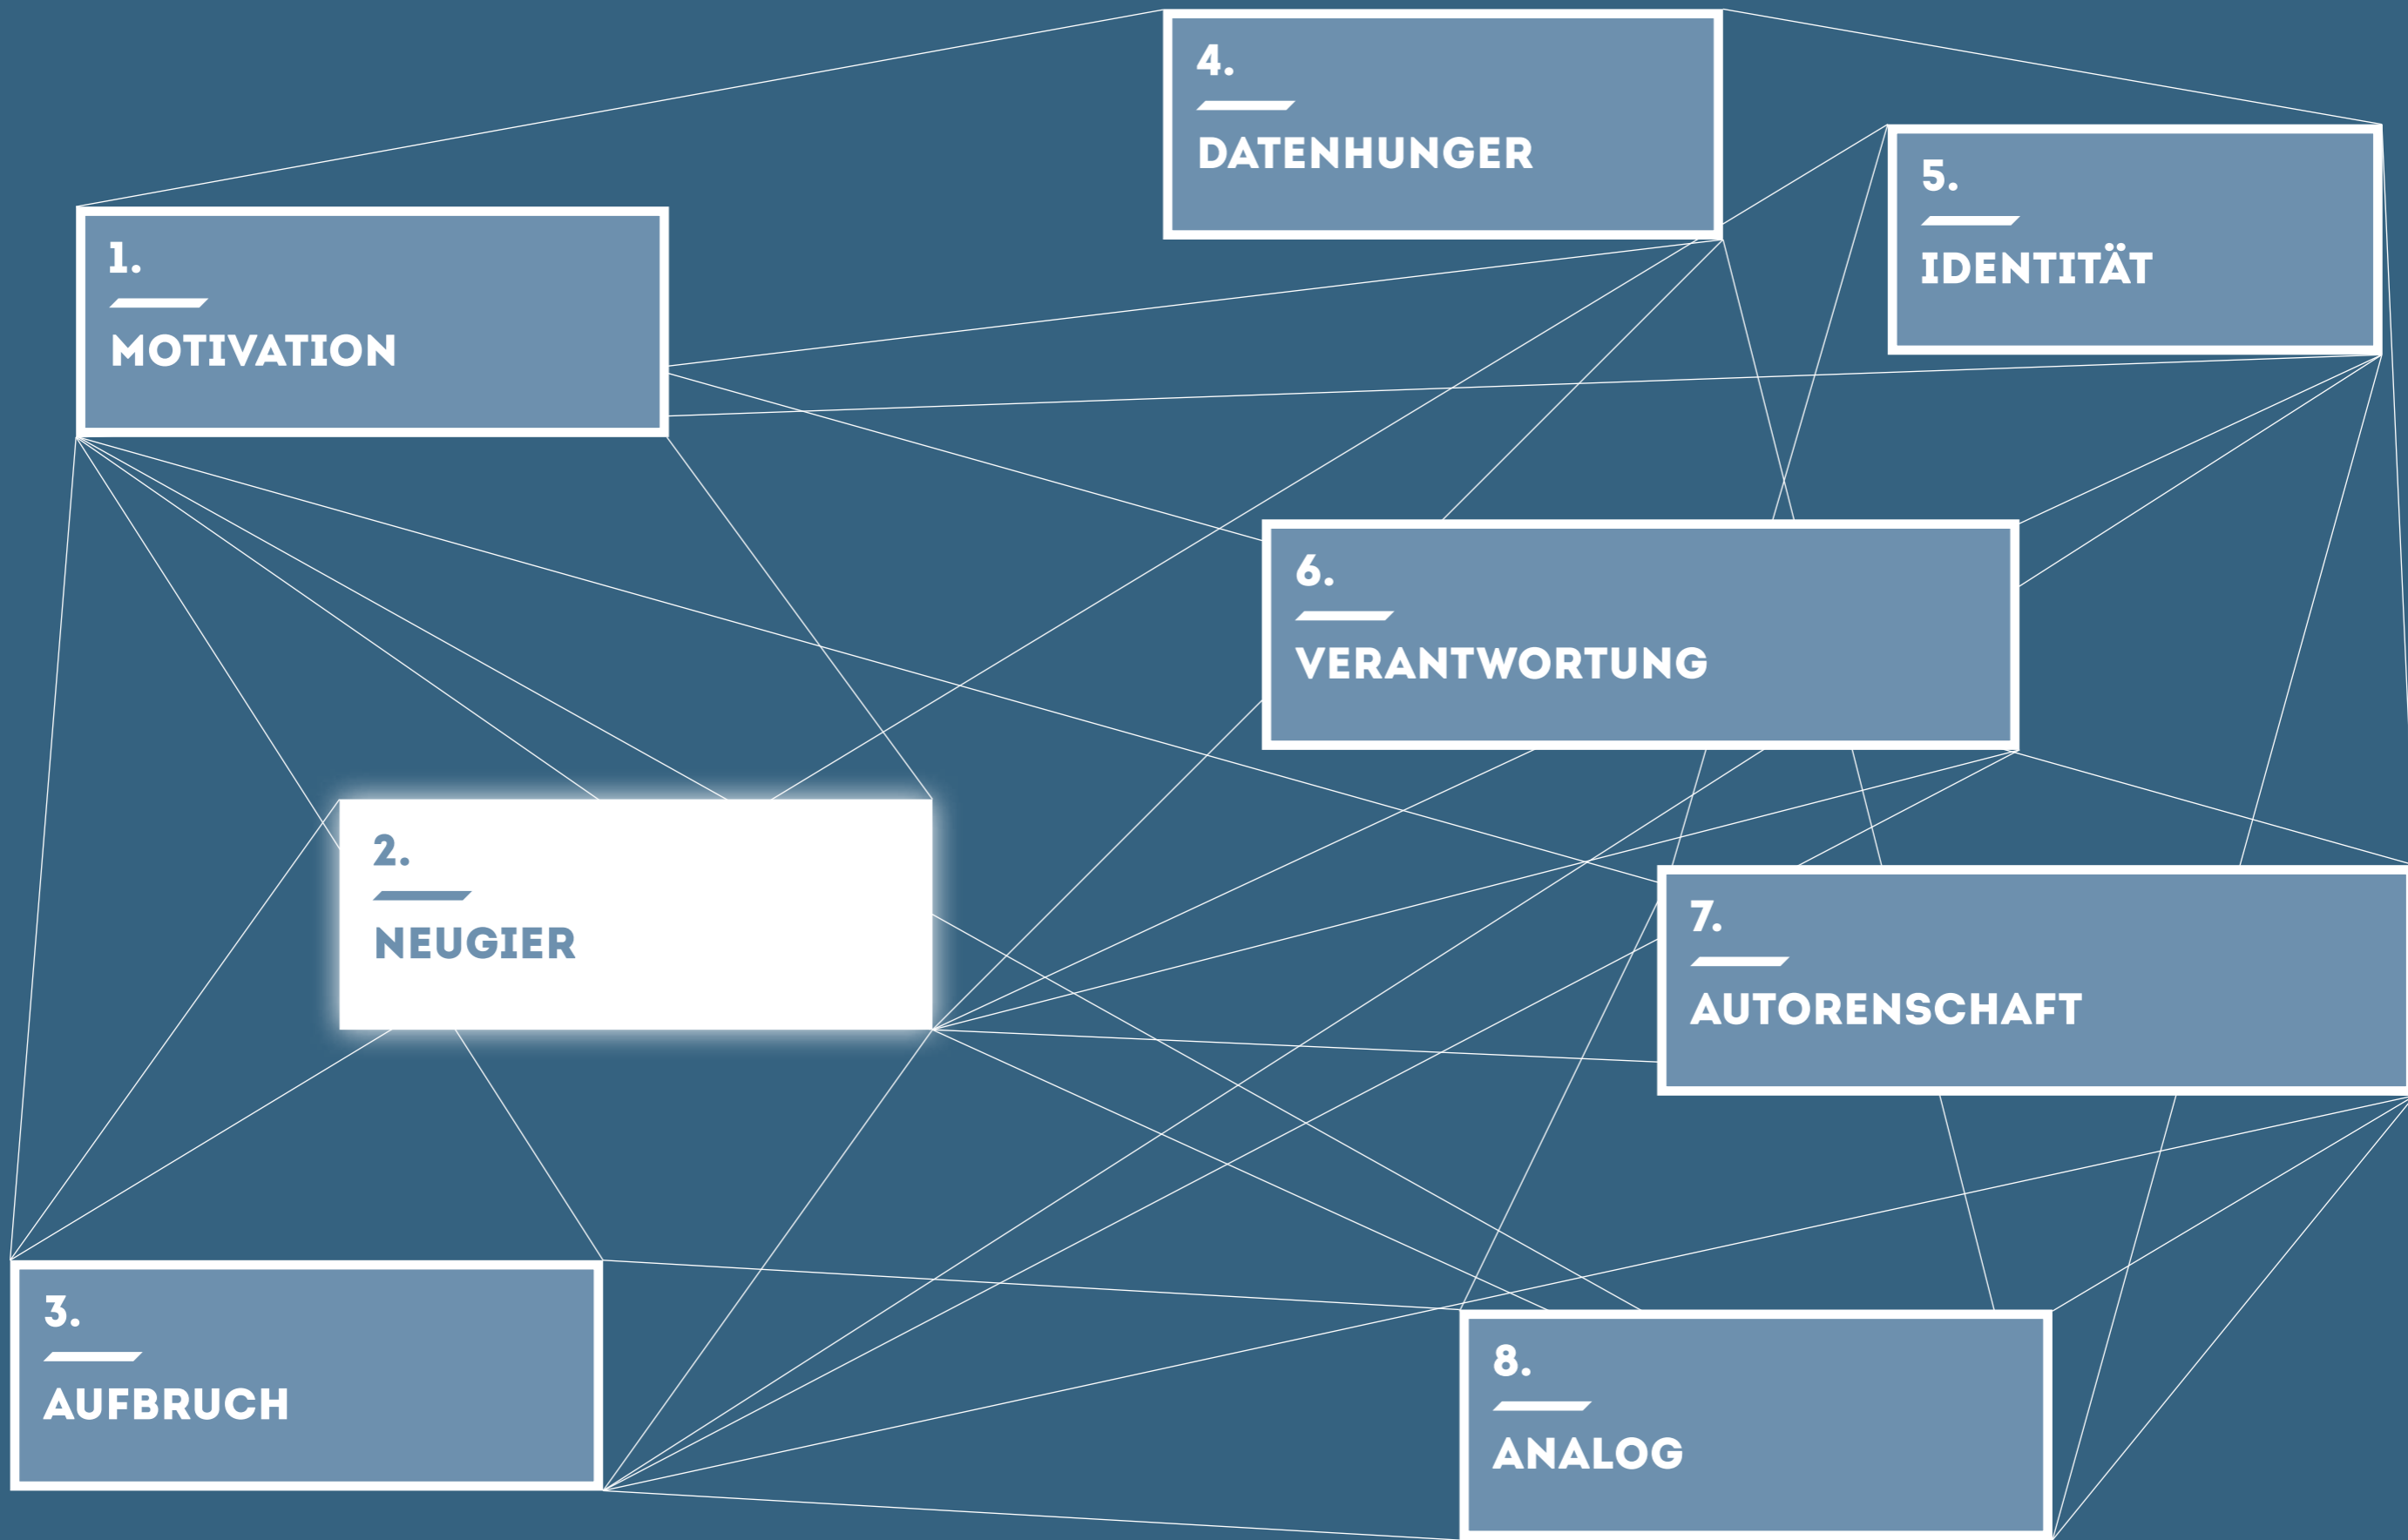 1.
MOTIVATION
2.
NEUGIER
3.
AUFBRUCH
4.
DATENHUNGER
5.
IDENTITÄT
6.
VERANTWORTUNG
7.
AUTORENSCHAFT
8.
ANALOG